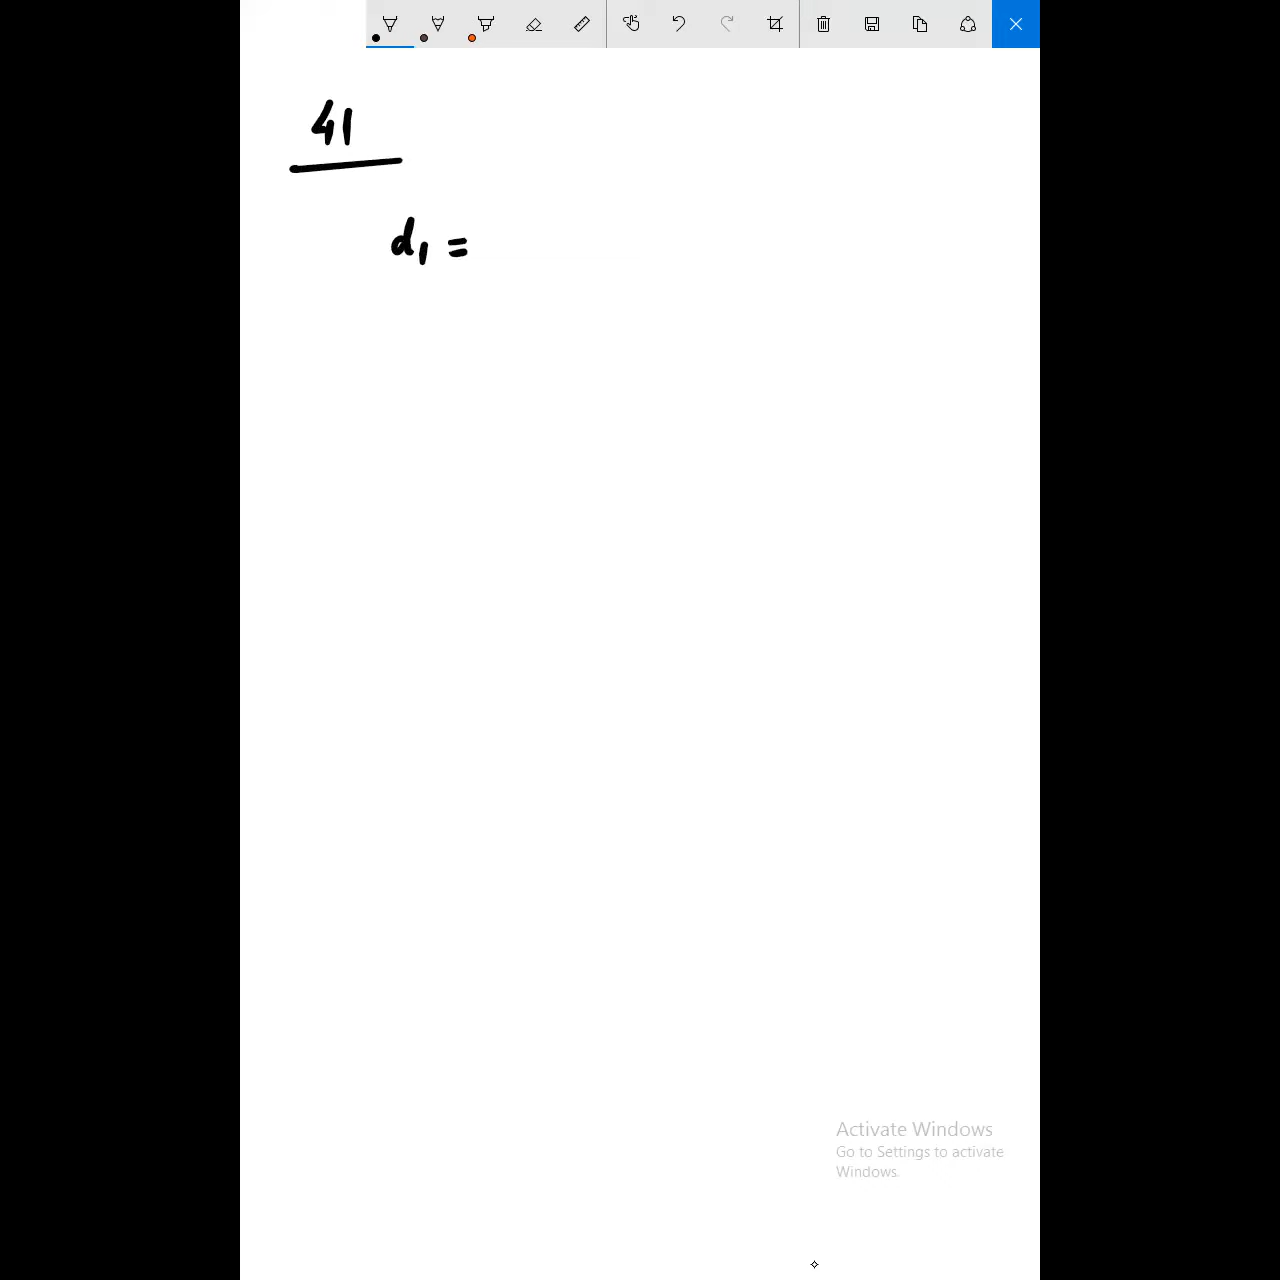 41
d₁ =
Activate Windows
Go to Settings to activate
Windows.